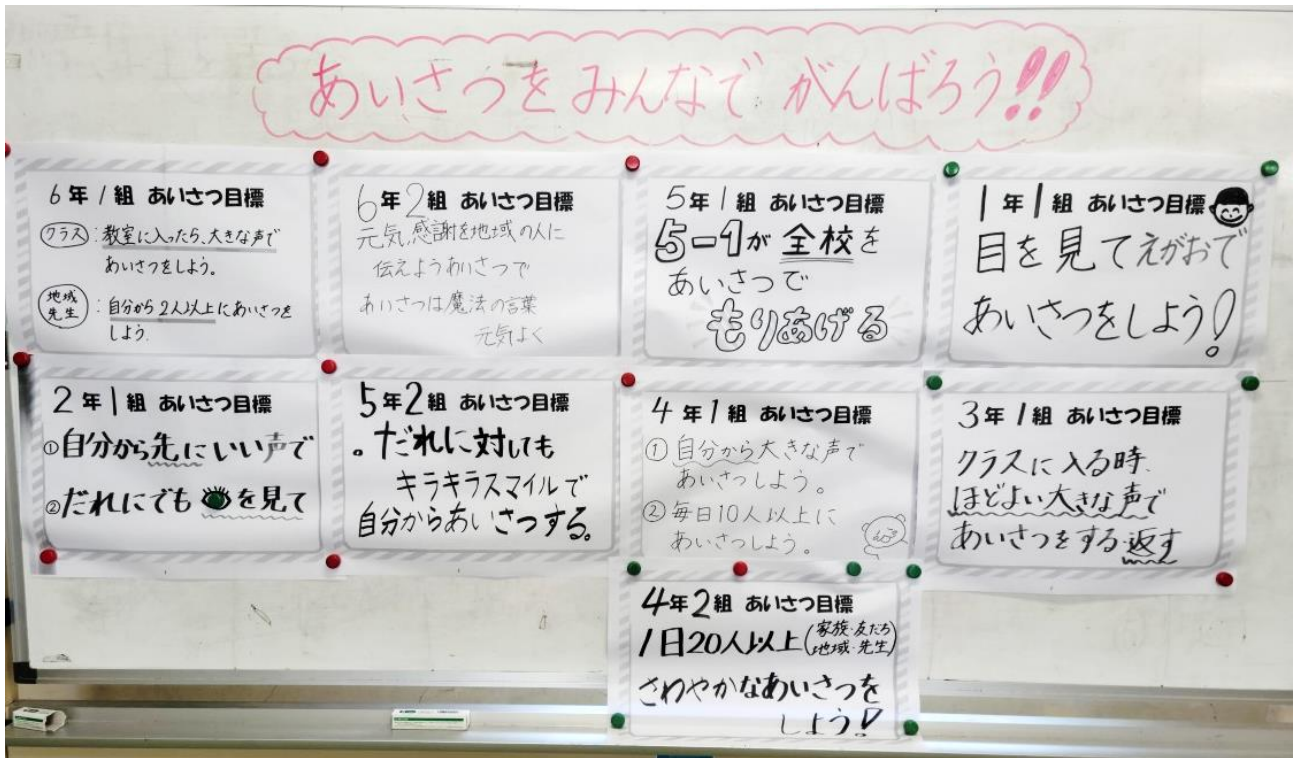 あいさつをみんなで がんばろう!!
6年1組 あいさつ目標
クラス:教室に入ったら、大きな声で
あいさつをしよう。
地域
先生
:自分から2人以上にあいさつを
しよう.
6年2組 あいさつ目標
元気,感謝を地域の人に
伝えようあいさつで
あいさつは魔法の言葉
元気よく
5年1組 あいさつ目標
5-1が全校を
あいさつで
もりあげる
1年1組 あいさつ目標
目を見てえがおで
あいさつをしよう!
2年1組 あいさつ目標
①自分から先にいい声で
②だれにでも を見て
5年2組 あいさつ目標
。だれに対しても
キラキラスマイルで
自分からあいさつする。
4年1組 あいさつ目標
①自分から大きな声で
あいさつしよう。
②毎日10人以上に
あいさつしよう。
3年1組 あいさつ目標
クラスに入る時、
ほどよい大きな声で
あいさつをする・返す
4年2組 あいさつ目標
1日20人以上(家族・友だち
地域・先生)
さわやかなあいさつを
しよう!